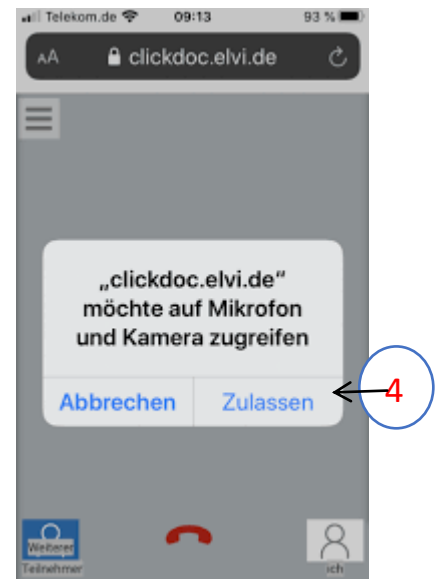 Telekom.de 09:13 93 %
AA clickdoc.elvi.de
„clickdoc.elvi.de“
möchte auf Mikrofon
und Kamera zugreifen
Abbrechen Zulassen
4
Weiterer
Teilnehmer ich